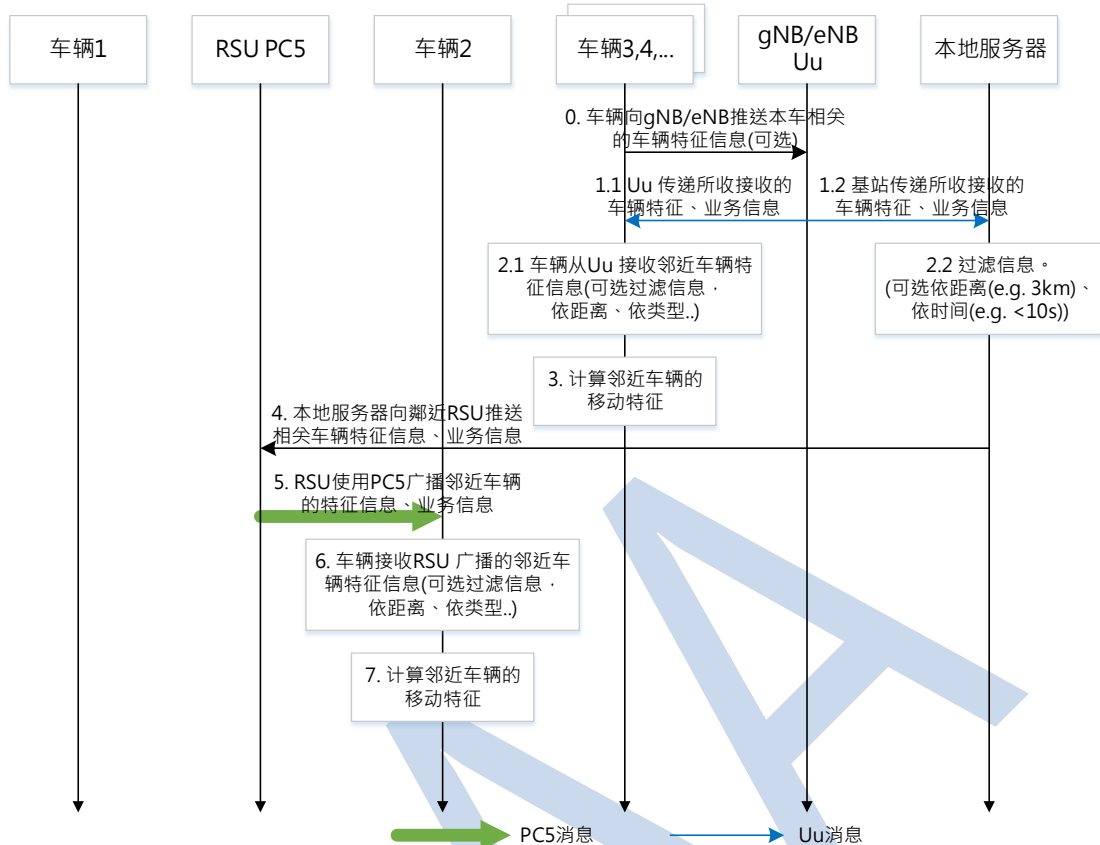 车辆1
RSU PC5
车辆2
车辆3,4,...
gNB/eNB
Uu
本地服务器
0. 车辆向gNB/eNB推送本车相关
的车辆特征信息(可选)
1.1 Uu 传递所收接收的
车辆特征、业务信息
1.2 基站传递所收接收的
车辆特征、业务信息
2.1 车辆从Uu 接收邻近车辆特
征信息(可选过滤信息，
依距离、依类型..)
2.2 过滤信息。
(可选依距离(e.g. 3km)、
依时间(e.g. <10s))
3. 计算邻近车辆的
移动特征
4. 本地服务器向鄰近RSU推送
相关车辆特征信息、业务信息
5. RSU使用PC5广播邻近车辆
的特征信息、业务信息
6. 车辆接收RSU 广播的邻近车
辆特征信息(可选过滤信息，
依距离、依类型..)
7. 计算邻近车辆的
移动特征
PC5消息
Uu消息